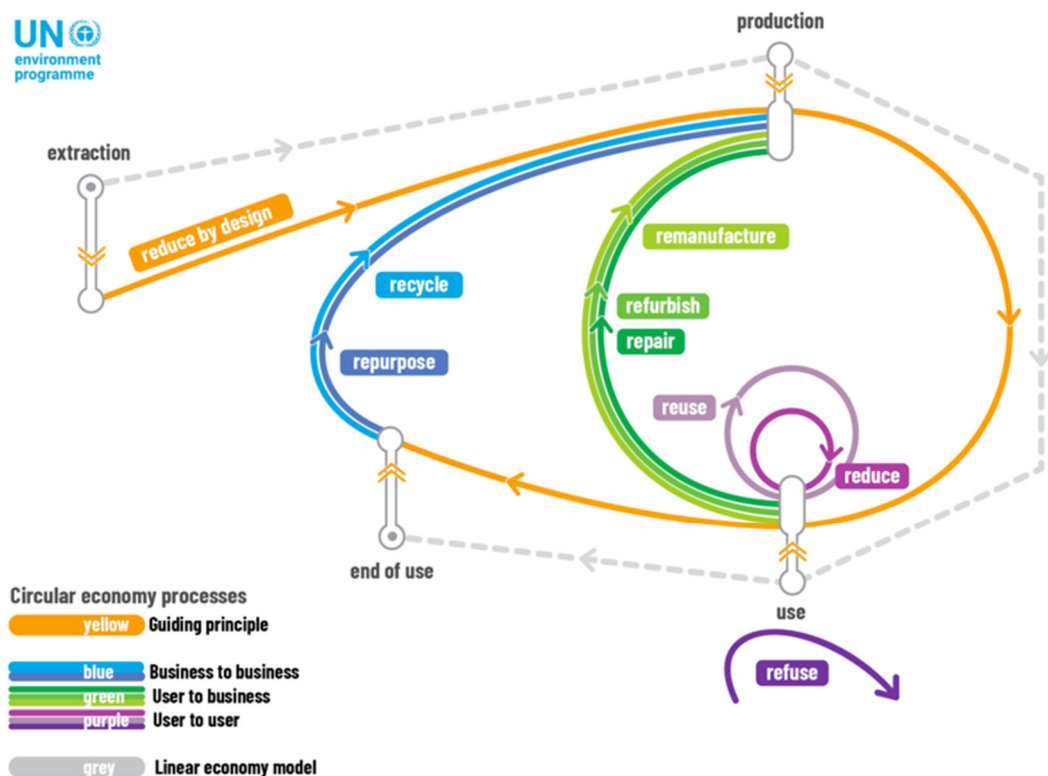 UN
environment
programme
production
extraction
reduce by design
remanufacture
recycle
refurbish
repair
repurpose
reuse
reduce
end of use
use
refuse
Circular economy processes
yellow Guiding principle
blue Business to business
green User to business
purple User to user
grey Linear economy model